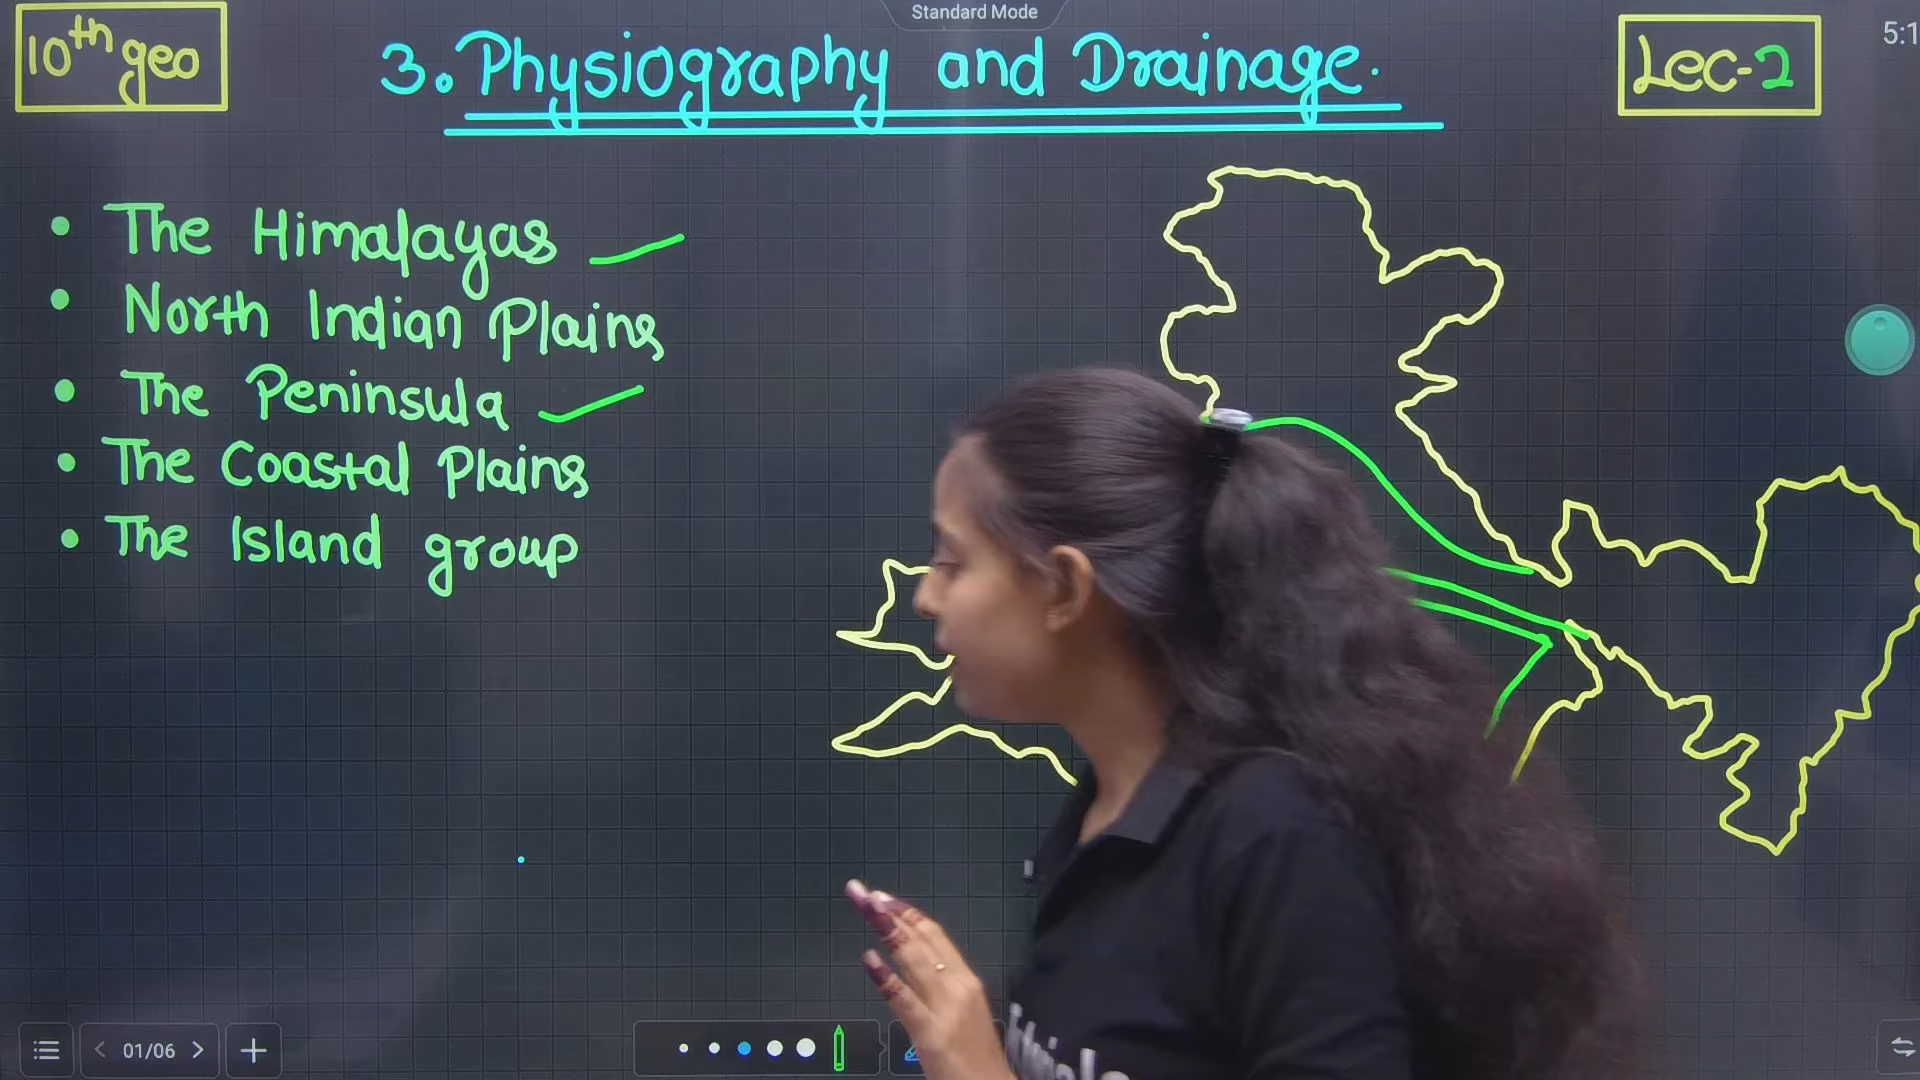 Standard Mode
10th geo
3. Physiography and Drainage.
Lec-2
5:1
• The Himalayas
• North Indian Plains
• The Peninsula
• The Coastal Plains
• The Island group
01/06